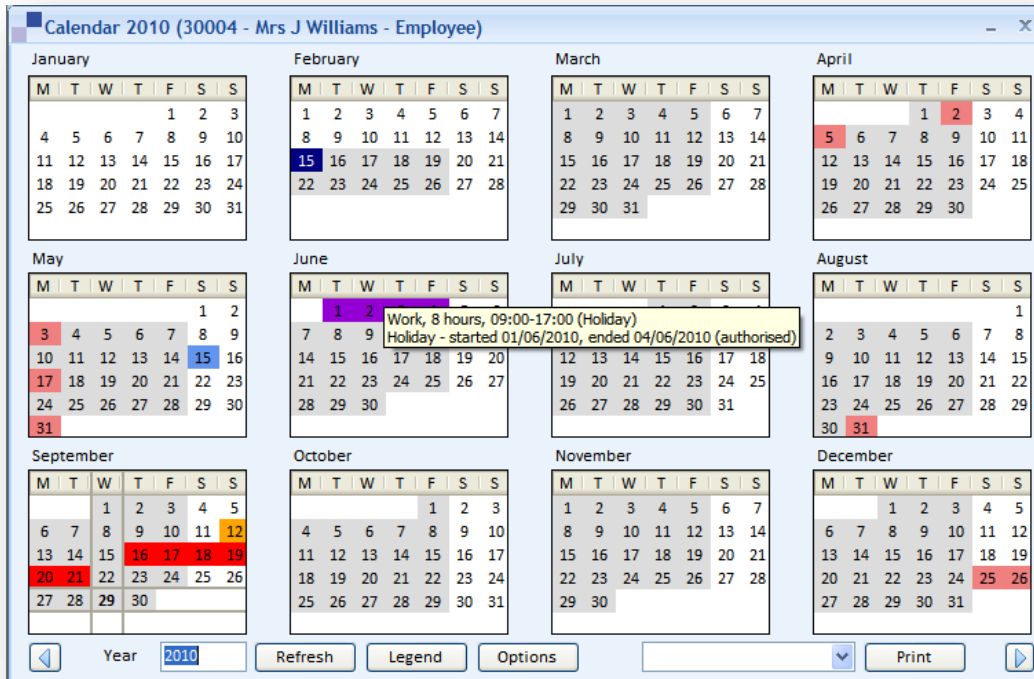 Calendar 2010 (30004 - Mrs J Williams - Employee)
January
M T W T F S S
1 2 3
4 5 6 7 8 9 10
11 12 13 14 15 16 17
18 19 20 21 22 23 24
25 26 27 28 29 30 31
February
M T W T F S S
1 2 3 4 5 6 7
8 9 10 11 12 13 14
15 16 17 18 19 20 21
22 23 24 25 26 27 28
March
M T W T F S S
1 2 3 4 5 6 7
8 9 10 11 12 13 14
15 16 17 18 19 20 21
22 23 24 25 26 27 28
29 30 31
April
M T W T F S S
1 2 3 4
5 6 7 8 9 10 11
12 13 14 15 16 17 18
19 20 21 22 23 24 25
26 27 28 29 30
May
M T W T F S S
1 2
3 4 5 6 7 8 9
10 11 12 13 14 15 16
17 18 19 20 21 22 23
24 25 26 27 28 29 30
31
June
M T W T F S S
1 2
7 8 9
14 15 16 17 18 19 20
21 22 23 24 25 26 27
28 29 30
Work, 8 hours, 09:00-17:00 (Holiday)
Holiday - started 01/06/2010, ended 04/06/2010 (authorised)
July
M T W T F S S
12 13 14 15 16 17 18
19 20 21 22 23 24 25
26 27 28 29 30 31
August
M T W T F S S
1
2 3 4 5 6 7 8
9 10 11 12 13 14 15
16 17 18 19 20 21 22
23 24 25 26 27 28 29
30 31
September
M T W T F S S
1 2 3 4 5
6 7 8 9 10 11 12
13 14 15 16 17 18 19
20 21 22 23 24 25 26
27 28 29 30
October
M T W T F S S
1 2 3
4 5 6 7 8 9 10
11 12 13 14 15 16 17
18 19 20 21 22 23 24
25 26 27 28 29 30 31
November
M T W T F S S
1 2 3 4 5 6 7
8 9 10 11 12 13 14
15 16 17 18 19 20 21
22 23 24 25 26 27 28
29 30
December
M T W T F S S
1 2 3 4 5
6 7 8 9 10 11 12
13 14 15 16 17 18 19
20 21 22 23 24 25 26
27 28 29 30 31
Year 2010 Refresh Legend Options Print